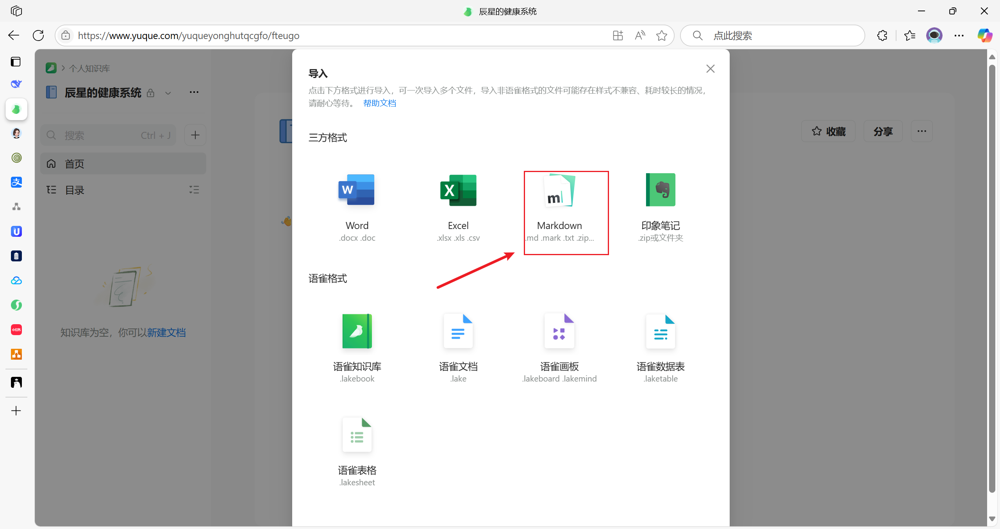 辰星的健康系统
https://www.yuque.com/yuqueyonghutqcgfo/fteugo
点此搜索
个人知识库
辰星的健康系统
搜索 Ctrl + J
首页
目录
知识库为空，你可以新建文档
收藏
分享
导入
点击下方格式进行导入，可一次导入多个文件，导入非语雀格式的文件可能存在样式不兼容、耗时较长的情况，
请耐心等待。 帮助文档
三方格式
Word
.docx .doc
Excel
.xlsx .xls .csv
Markdown
.md .mark .txt .zip...
印象笔记
.zip或文件夹
语雀格式
语雀知识库
.lakebook
语雀文档
.lake
语雀画板
.lakeboard .lakemind
语雀数据表
.laketable
语雀表格
.lakesheet
小红书